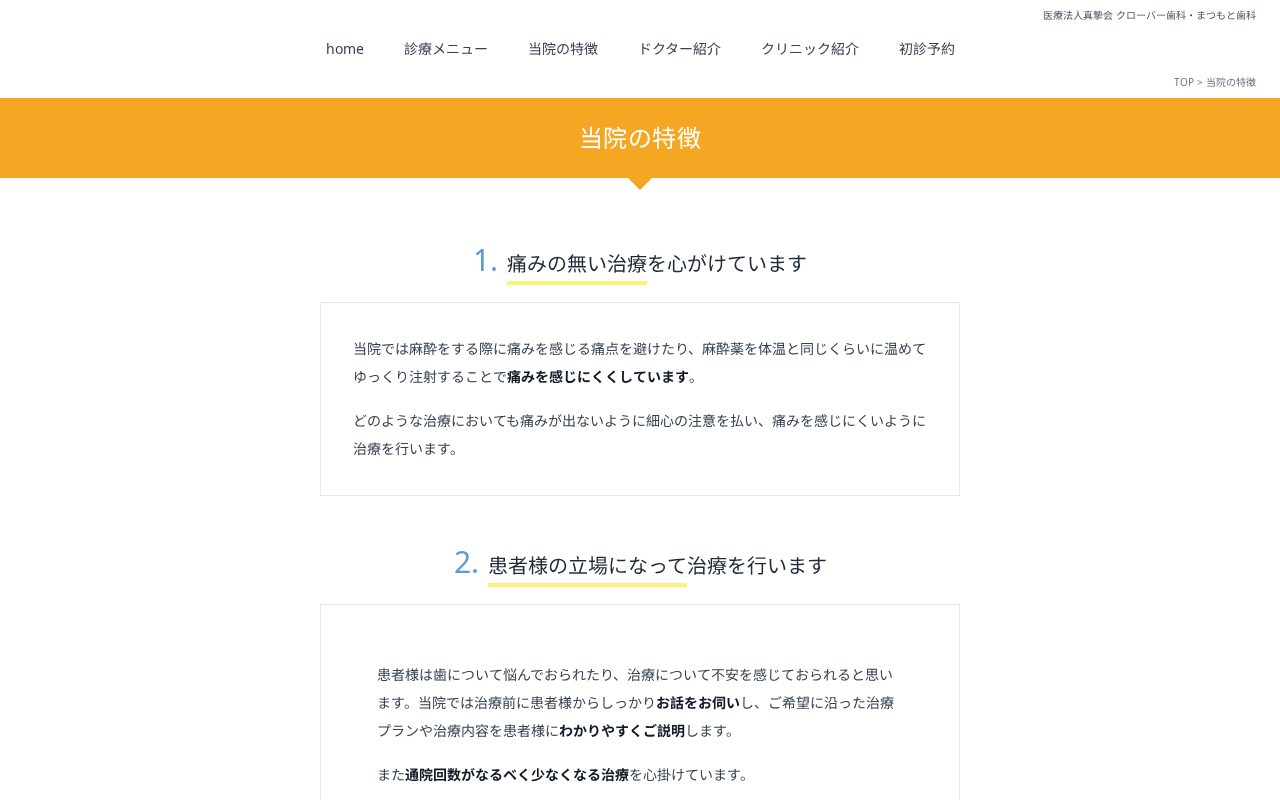 医療法人真摯会 クローバー歯科・まつもと歯科
home 診療メニュー 当院の特徴 ドクター紹介 クリニック紹介 初診予約
TOP > 当院の特徴
当院の特徴
1. 痛みの無い治療を心がけています
当院では麻酔をする際に痛みを感じる痛点を避けたり、麻酔薬を体温と同じくらいに温めて
ゆっくり注射することで痛みを感じにくくしています。
どのような治療においても痛みが出ないように細心の注意を払い、痛みを感じにくいように
治療を行います。
2. 患者様の立場になって治療を行います
患者様は歯について悩んでおられたり、治療について不安を感じておられると思い
ます。当院では治療前に患者様からしっかりお話をお伺いし、ご希望に沿った治療
プランや治療内容を患者様にわかりやすくご説明します。
また通院回数がなるべく少なくなる治療を心掛けています。